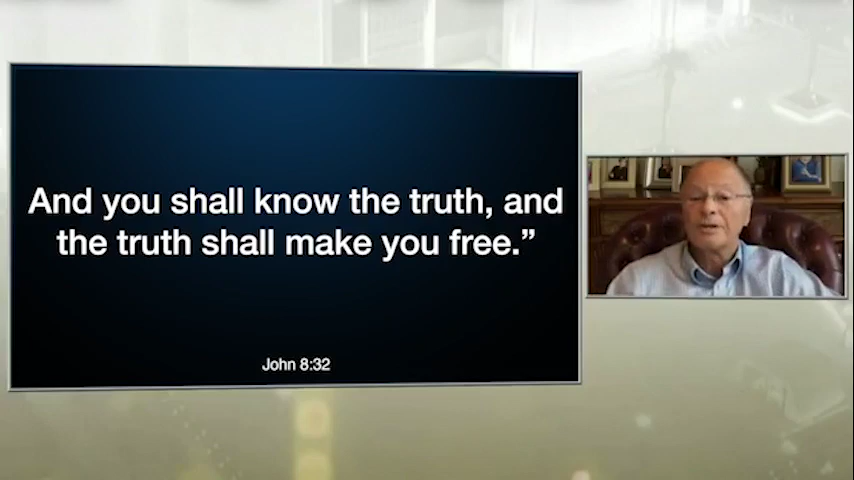 And you shall know the truth, and
the truth shall make you free.”
John 8:32